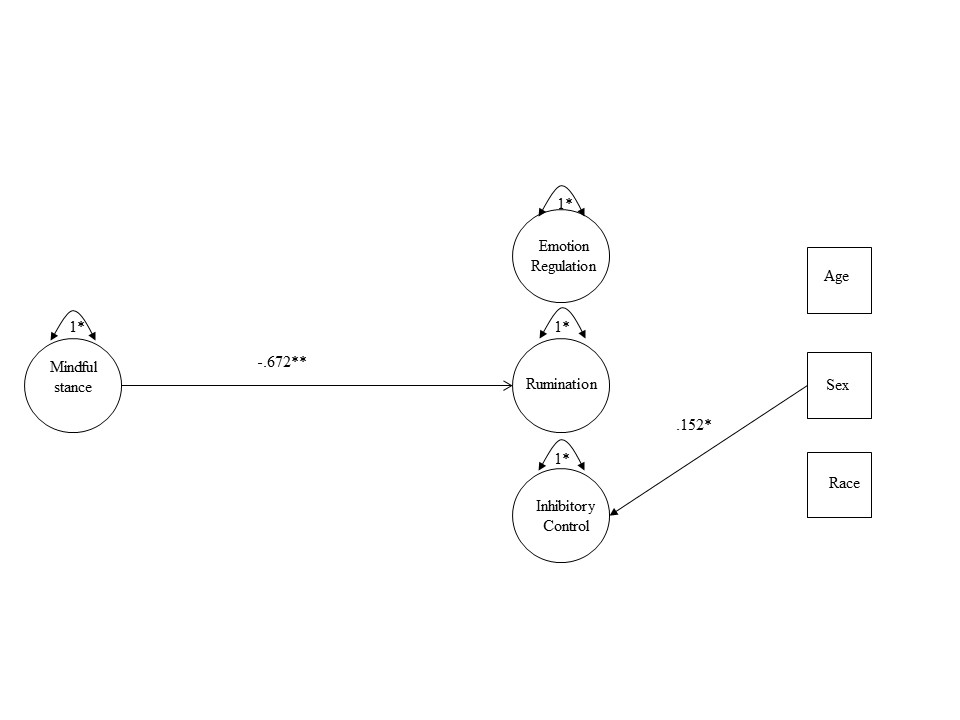 1*
Emotion
Regulation
Age
1*
Mindful
stance
-.672**
1*
Rumination
Sex
.152*
1*
Inhibitory
Control
Race